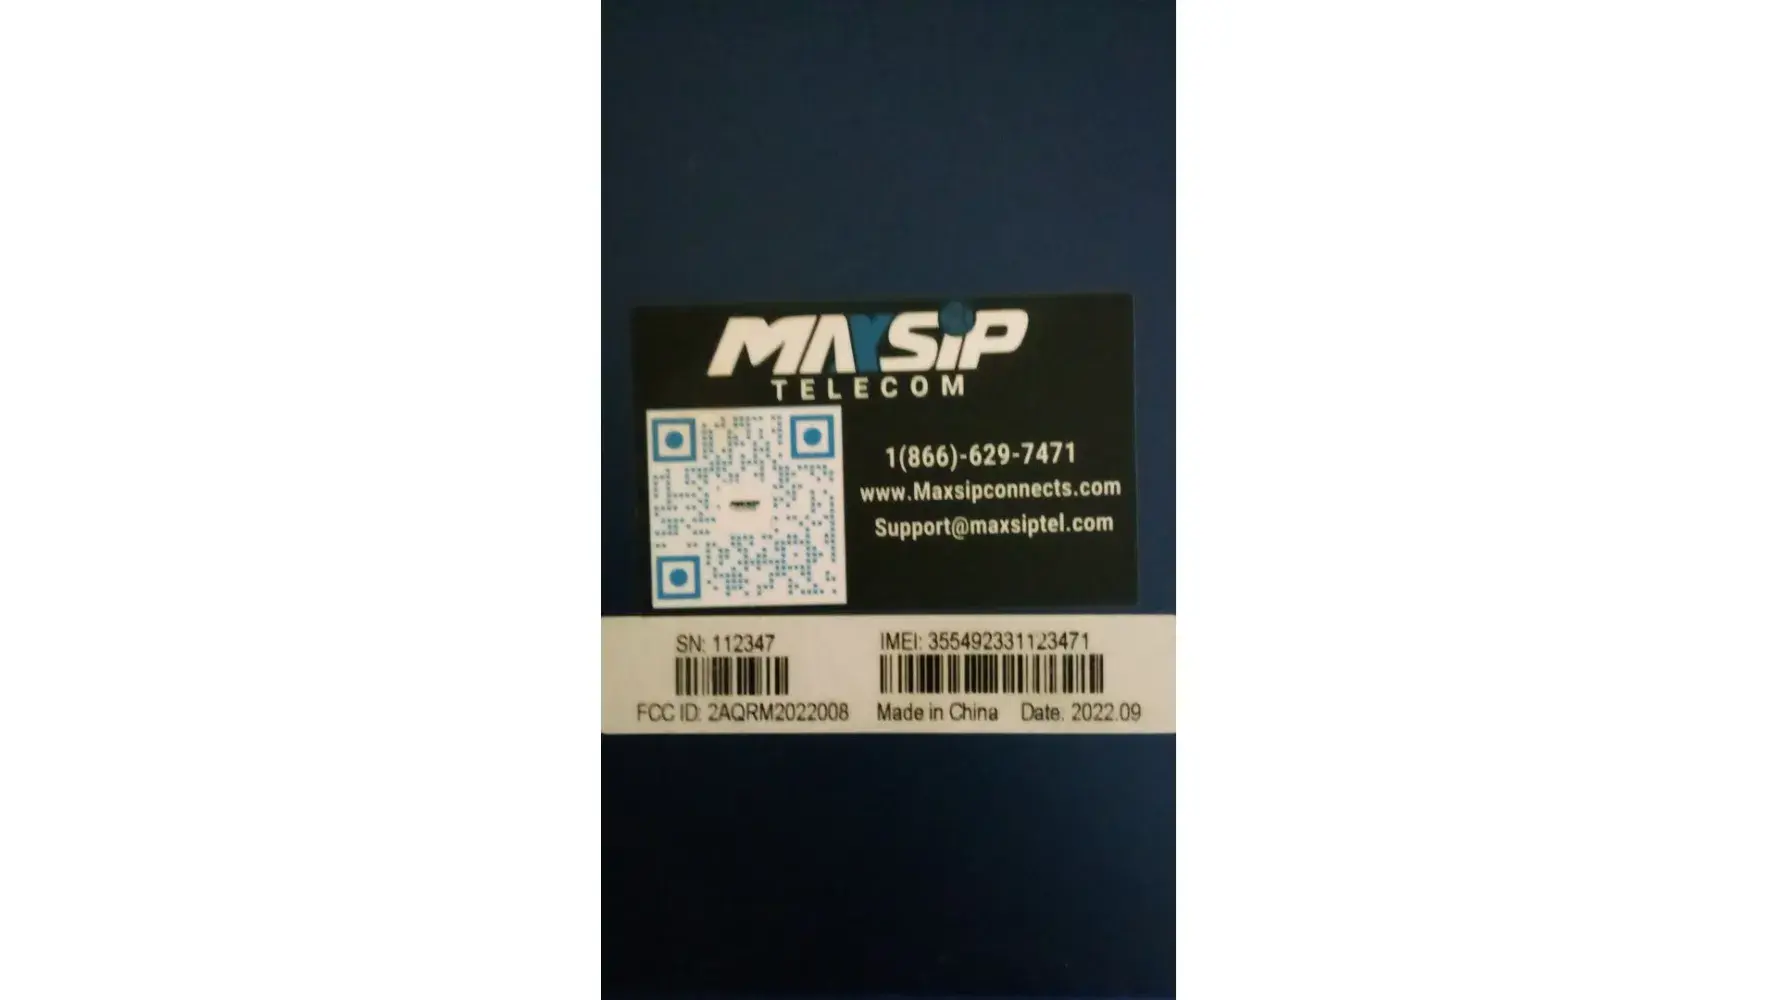 MAXSIP
TELECOM
1(866)-629-7471
www.Maxsipconnects.com
Support@maxsiptel.com
SN: 112347
IMEI: 355492331123471
FCC ID: 2AQRM2022008 Made in China Date: 2022.09